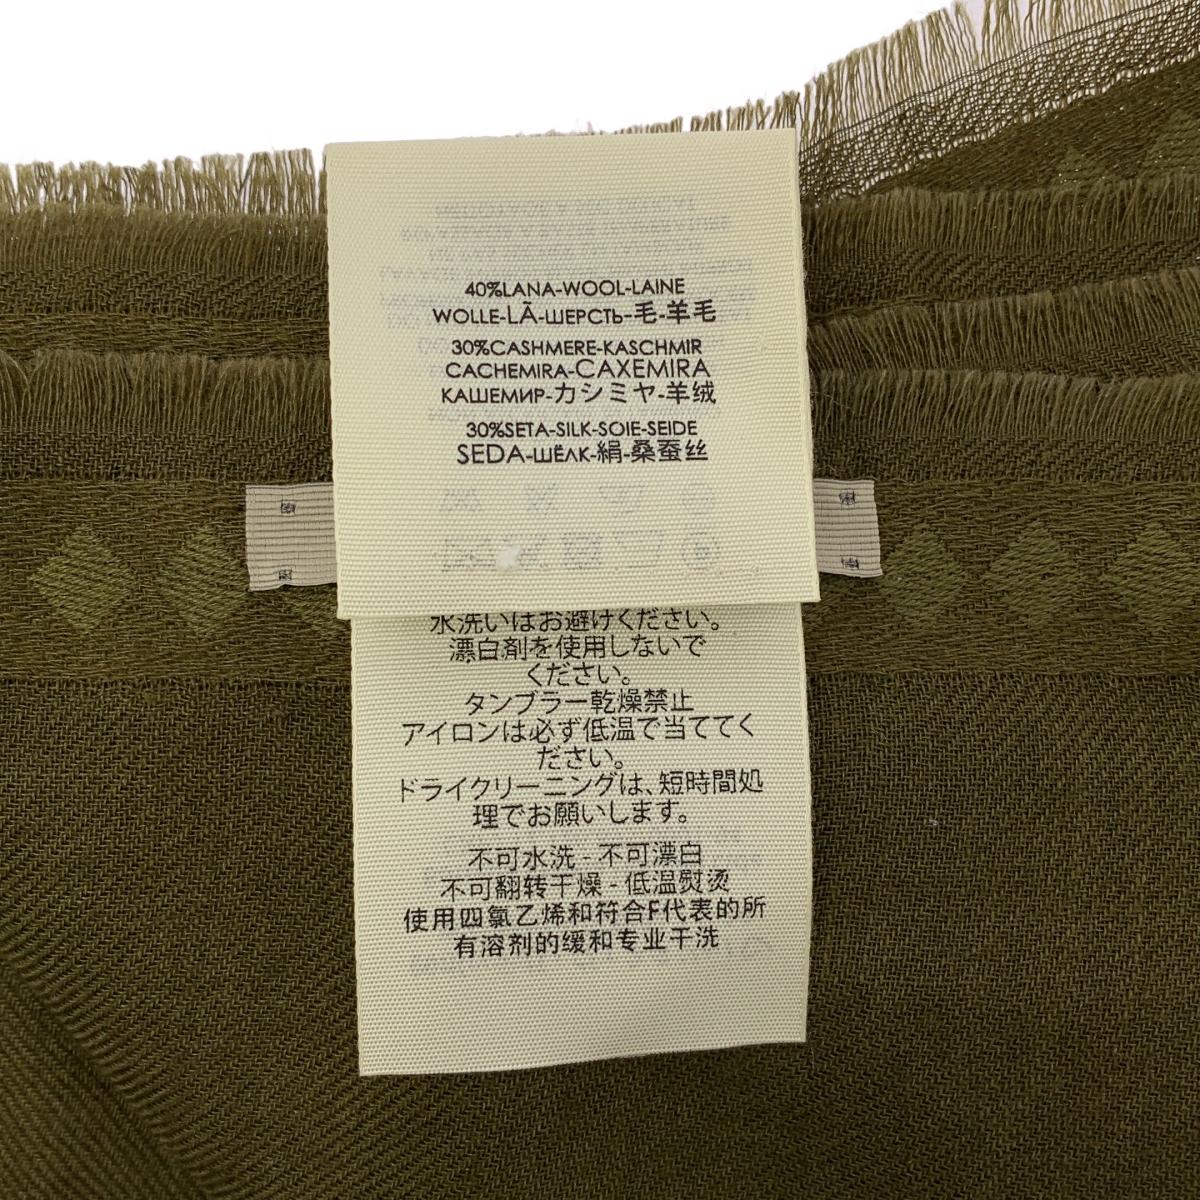 40%LANA-WOOL-LAINE
WOLLE-LÃ-ШЕРСТЬ-毛-羊毛
30%CASHMERE-KASCHMIR
CACHEMIRA-CAXEMIRA
КАШЕМИР-カシミヤ-羊绒
30%SETA-SILK-SOIE-SEIDE
SEDA-ШЁЛК-絹-桑蚕丝
水洗いはお避けください。
漂白剤を使用しないで
ください。
タンブラー乾燥禁止
アイロンは必ず低温で当ててく
ださい。
ドライクリーニングは、短時間処
理でお願いします。
不可水洗 - 不可漂白
不可翻转干燥 - 低温熨烫
使用四氯乙烯和符合F代表的所
有溶剂的缓和专业干洗